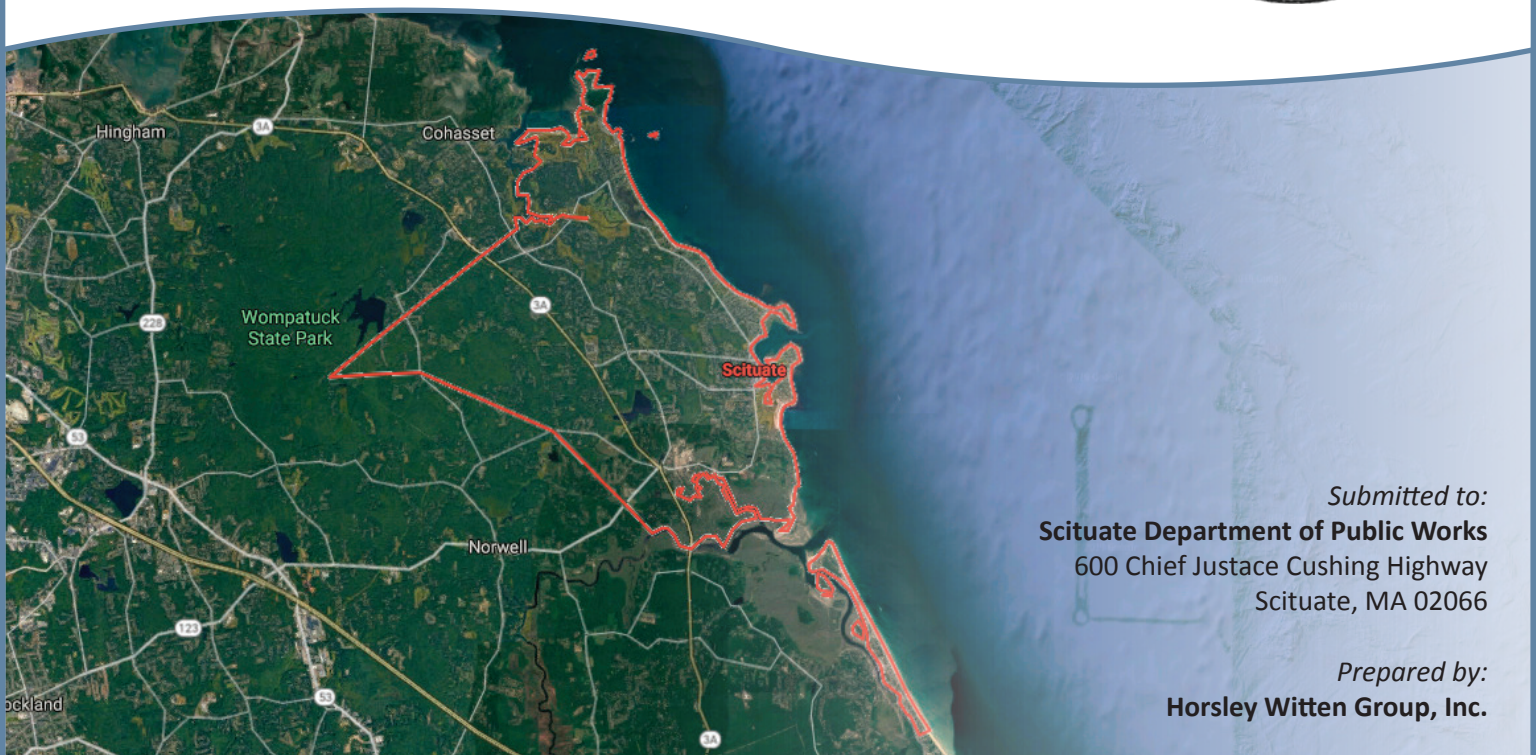 Hingham
3A
Cohasset
3A
Wompatuck
State Park
228
Scituate
53
Submitted to:
Scituate Department of Public Works
600 Chief Justace Cushing Highway
Scituate, MA 02066
Norwell
123
Prepared by:
Horsley Witten Group, Inc.
53
ockland
3A